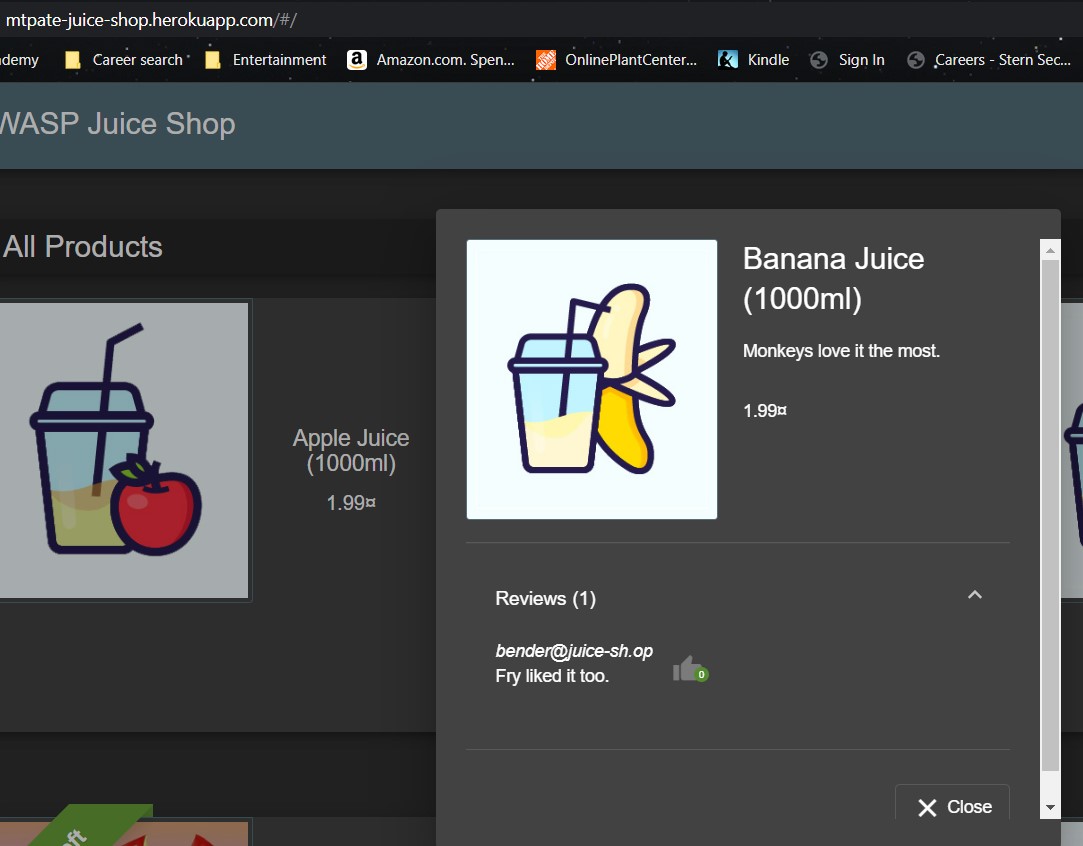 mtpate-juice-shop.herokuapp.com/#/
demy Career search Entertainment Amazon.com. Spen... OnlinePlantCenter... Kindle Sign In Careers - Stern Sec...
WASP Juice Shop
All Products
Apple Juice
(1000ml)
1.99¤
Banana Juice
(1000ml)
Monkeys love it the most.
1.99¤
Reviews (1)
bender@juice-sh.op
Fry liked it too.
0
Close